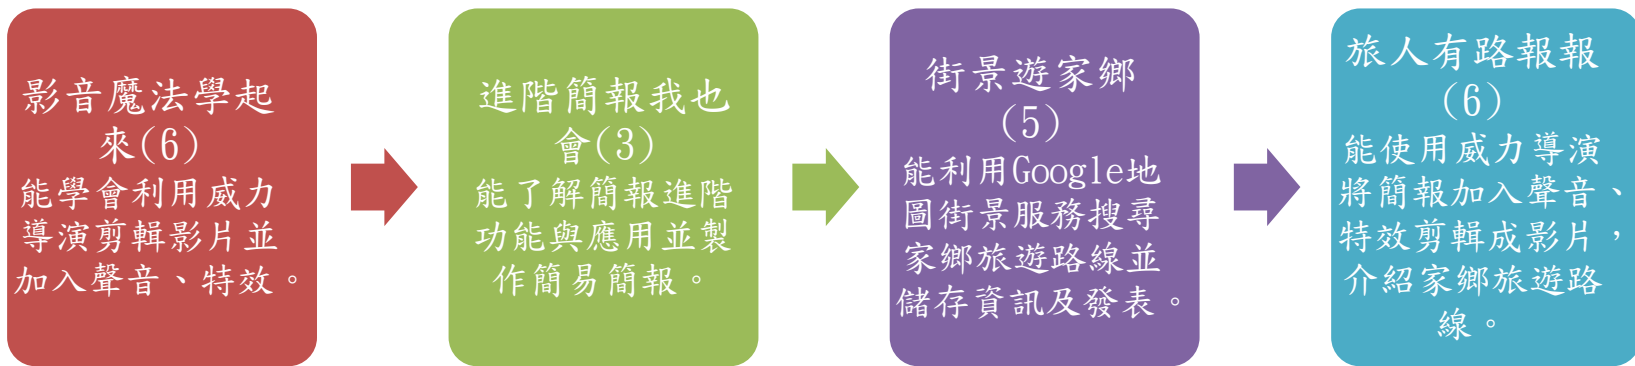 影音魔法學起
來(6)
能學會利用威力
導演剪輯影片並
加入聲音、特效。
進階簡報我也
會(3)
能了解簡報進階
功能與應用並製
作簡易簡報。
街景遊家鄉
(5)
能利用Google地
圖街景服務搜尋
家鄉旅遊路線並
儲存資訊及發表。
旅人有路報報
(6)
能使用威力導演
將簡報加入聲音、
特效剪輯成影片，
介紹家鄉旅遊路
線。